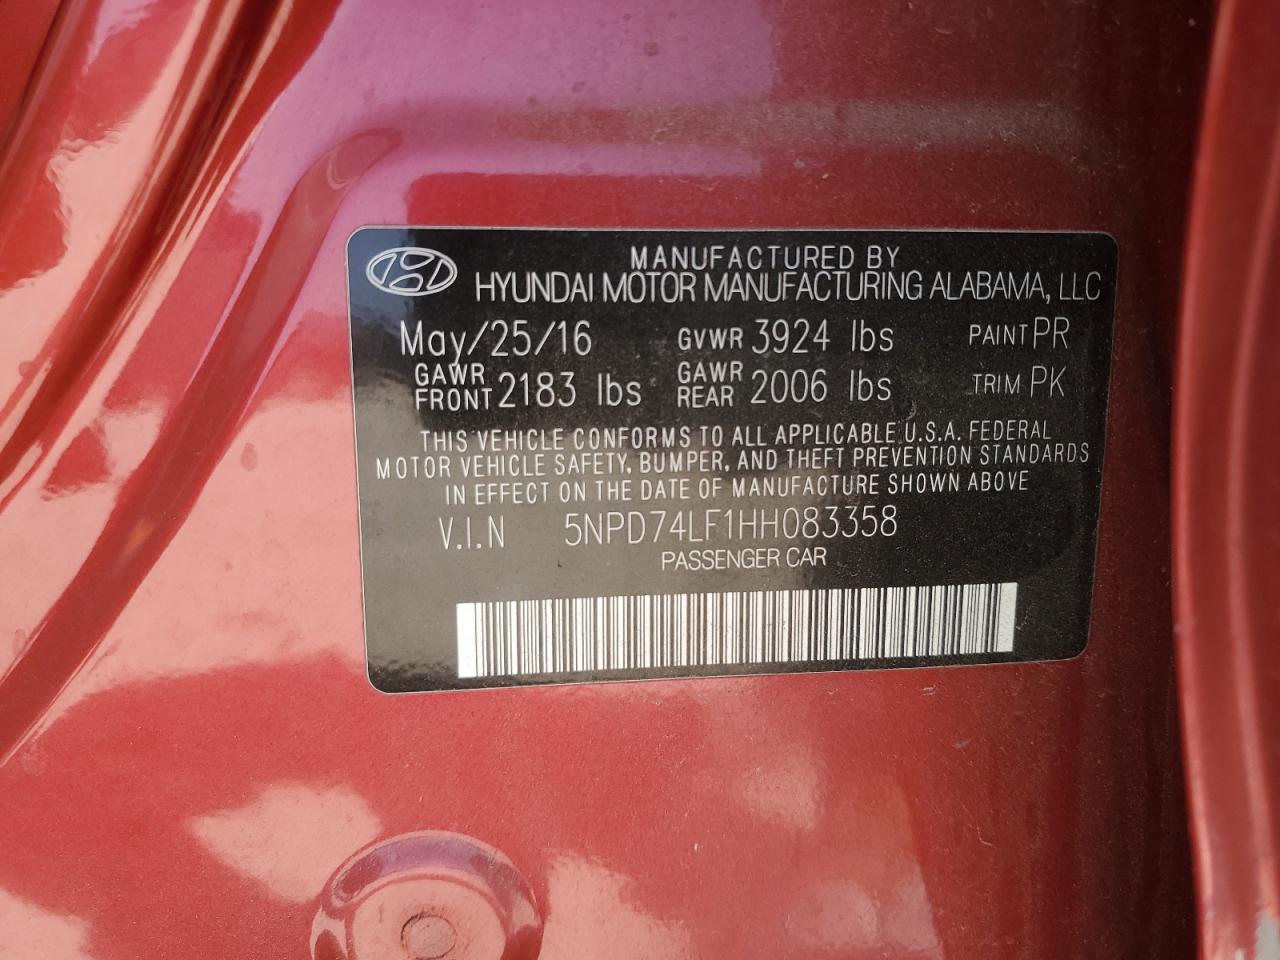 MANUFACTURED BY
HYUNDAI MOTOR MANUFACTURING ALABAMA, LLC
May/25/16 GVWR 3924 lbs PAINT PR
GAWR FRONT 2183 lbs GAWR REAR 2006 lbs TRIM PK
THIS VEHICLE CONFORMS TO ALL APPLICABLE U.S.A. FEDERAL
MOTOR VEHICLE SAFETY, BUMPER, AND THEFT PREVENTION STANDARDS
IN EFFECT ON THE DATE OF MANUFACTURE SHOWN ABOVE
V.I.N 5NPD74LF1HH083358
PASSENGER CAR